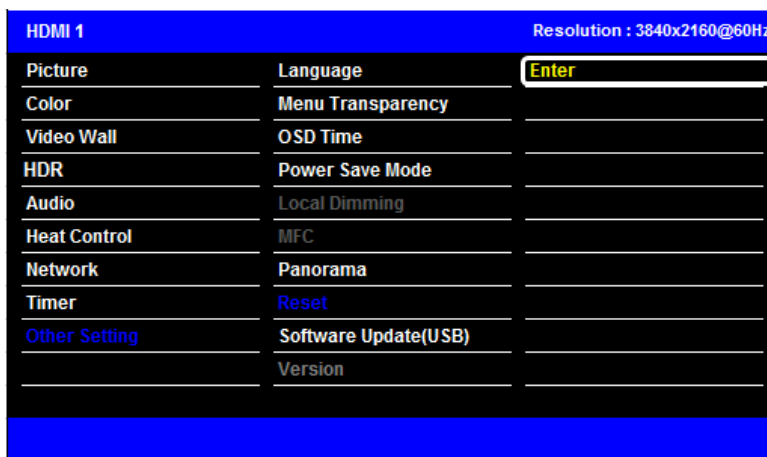 HDMI 1
Resolution : 3840x2160@60Hz
Picture
Language
Enter
Color
Menu Transparency
Video Wall
OSD Time
HDR
Power Save Mode
Audio
Local Dimming
Heat Control
MFC
Network
Panorama
Timer
Reset
Other Setting
Software Update(USB)
Version